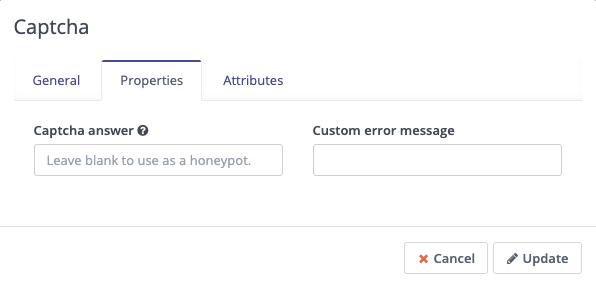 Captcha
General Properties Attributes
Captcha answer Custom error message
Leave blank to use as a honeypot.
Cancel Update